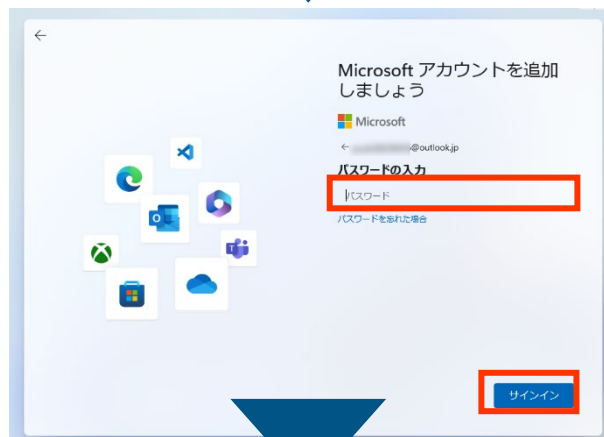 Microsoft アカウントを追加
しましょう
Microsoft
@outlook.jp
パスワードの入力
パスワード
パスワードを忘れた場合
サインイン